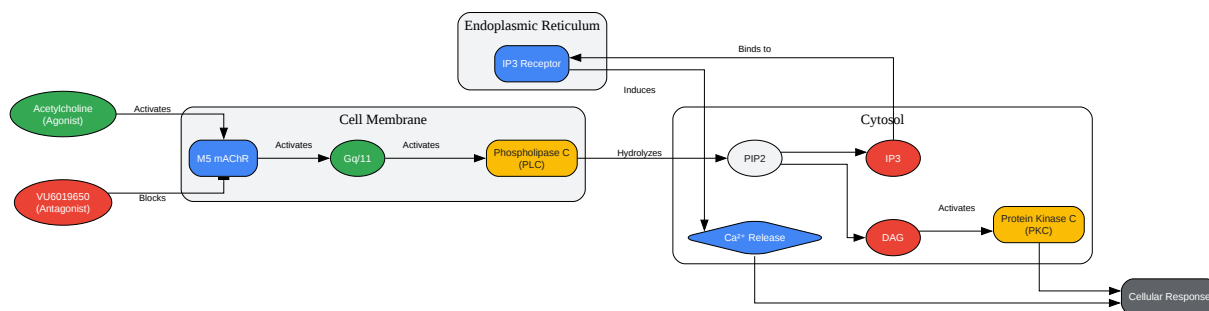 Endoplasmic Reticulum
IP3 Receptor
Binds to
Induces
Acetylcholine
(Agonist)
Activates
Cell Membrane
Cytosol
M5 mAChR
Activates
Gq/11
Activates
Phospholipase C
(PLC)
Hydrolyzes
PIP2
IP3
VU6019650
(Antagonist)
Blocks
Ca²⁺ Release
DAG
Activates
Protein Kinase C
(PKC)
Cellular Response